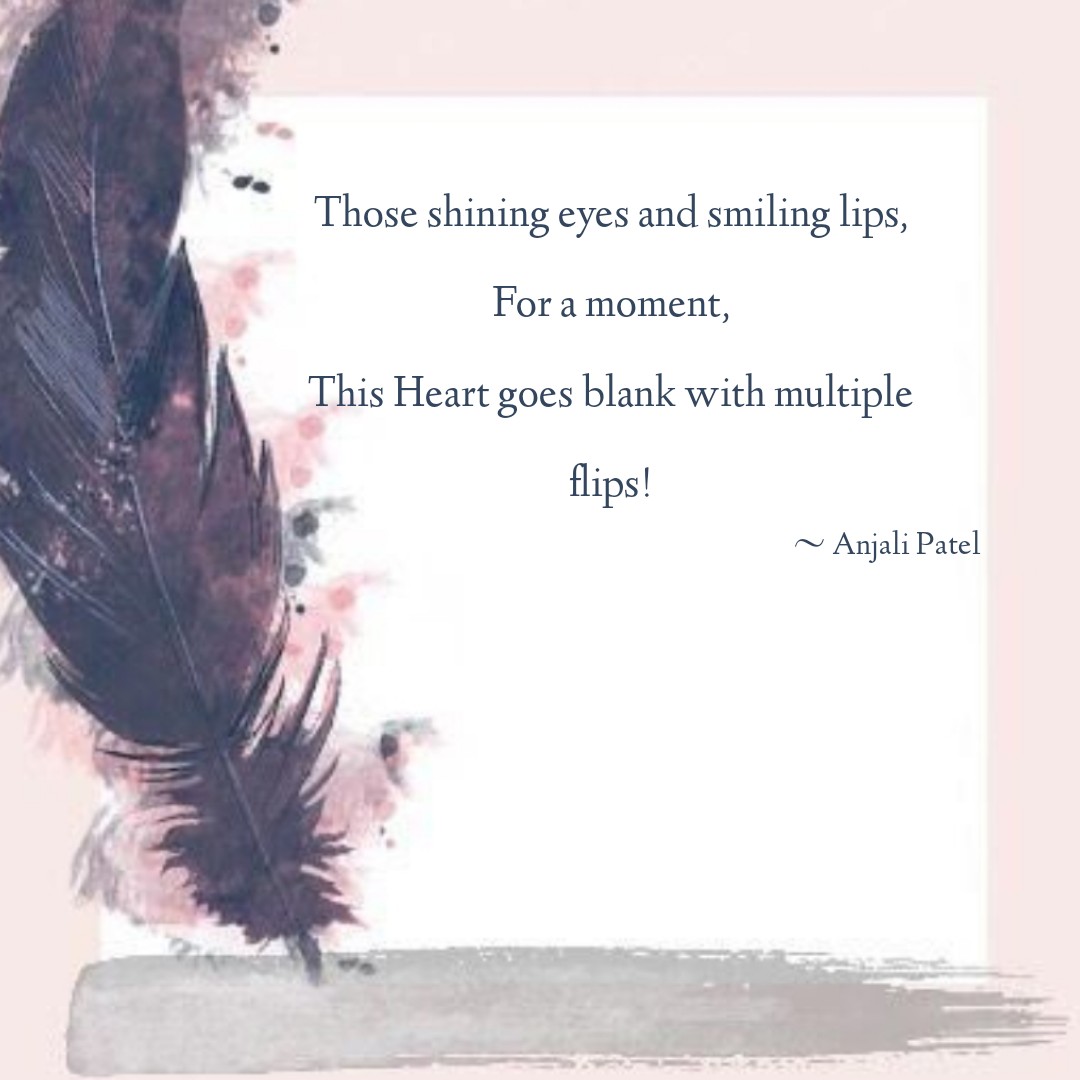 Those shining eyes and smiling lips,
For a moment,
This Heart goes blank with multiple
flips!
~ Anjali Patel